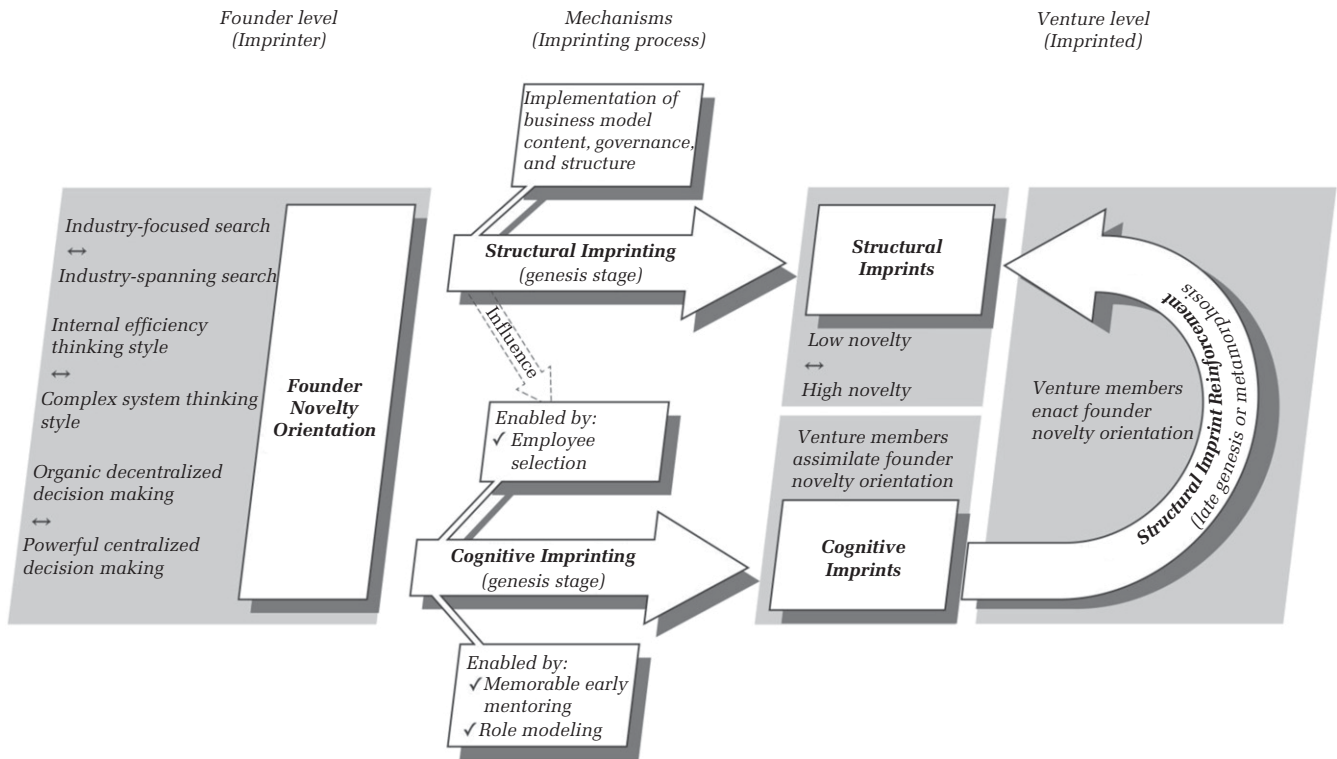 Founder level
(Imprinter)
Mechanisms
(Imprinting process)
Venture level
(Imprinted)
Implementation of
business model
content, governance,
and structure
Industry-focused search
↔
Industry-spanning search
Internal efficiency
thinking style
↔
Complex system thinking
style
Organic decentralized
decision making
↔
Powerful centralized
decision making
Founder
Novelty
Orientation
Structural Imprinting
(genesis stage)
Influence
Enabled by:
✓ Employee
selection
Cognitive Imprinting
(genesis stage)
Enabled by:
✓ Memorable early
mentoring
✓ Role modeling
Structural
Imprints
Low novelty
↔
High novelty
Venture members
assimilate founder
novelty orientation
Cognitive
Imprints
Venture members
enact founder
novelty orientation
Structural Imprint Reinforcement
(late genesis or metamorphosis